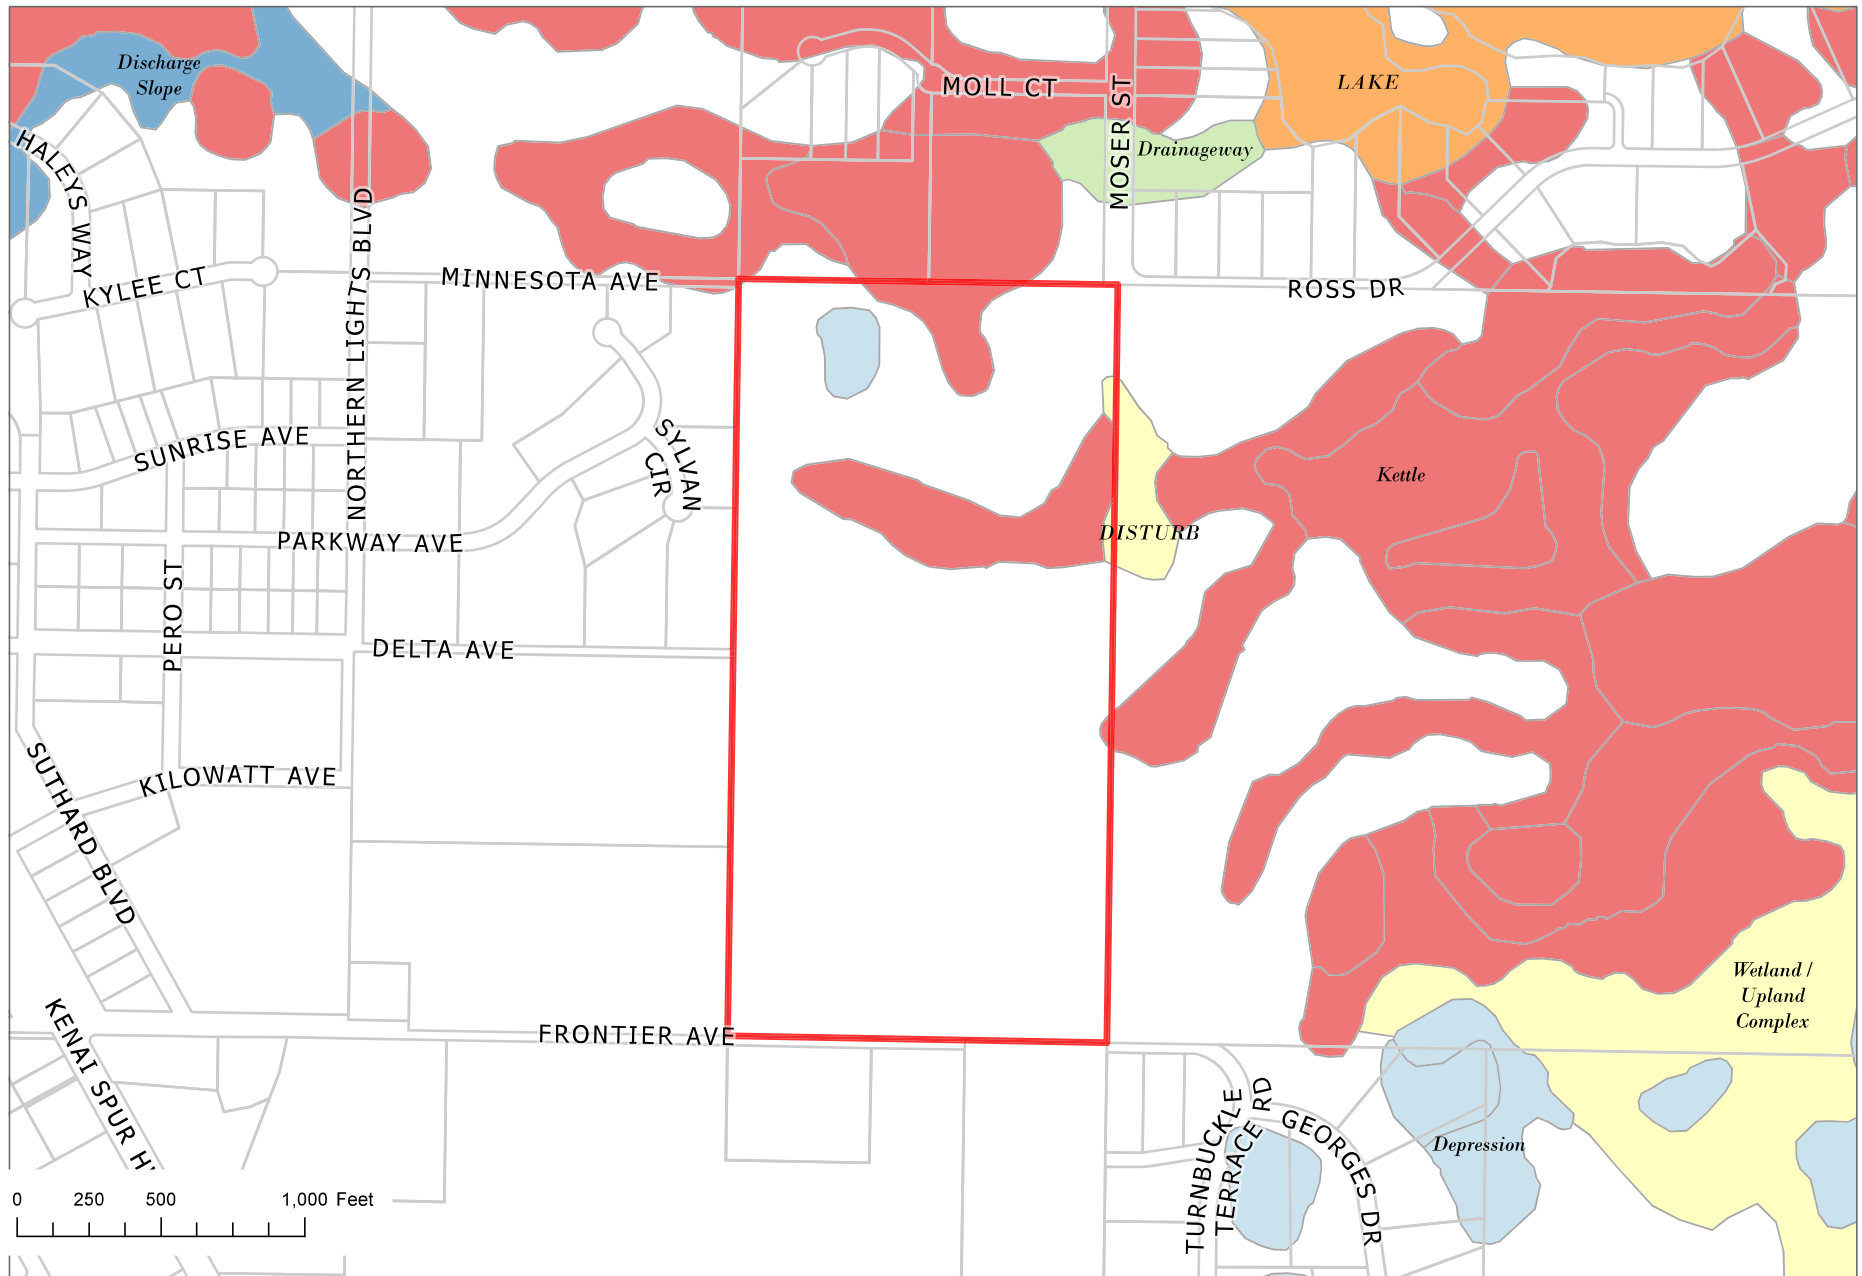 Discharge
Slope
LAKE
MOLL CT
MOSER ST
Drainageway
HALEYS WAY
KYLEE CT
NORTHERN LIGHTS BLVD
MINNESOTA AVE
ROSS DR
SUNRISE AVE
SYLVAN
CIR
Kettle
PARKWAY AVE
DISTURB
PERO ST
DELTA AVE
SUTHARD BLVD
KILOWATT AVE
Wetland /
Upland
Complex
KENAI SPUR H
FRONTIER AVE
TURNBUCKLE
TERRACE RD
GEORGES DR
Depression
0 250 500 1,000 Feet